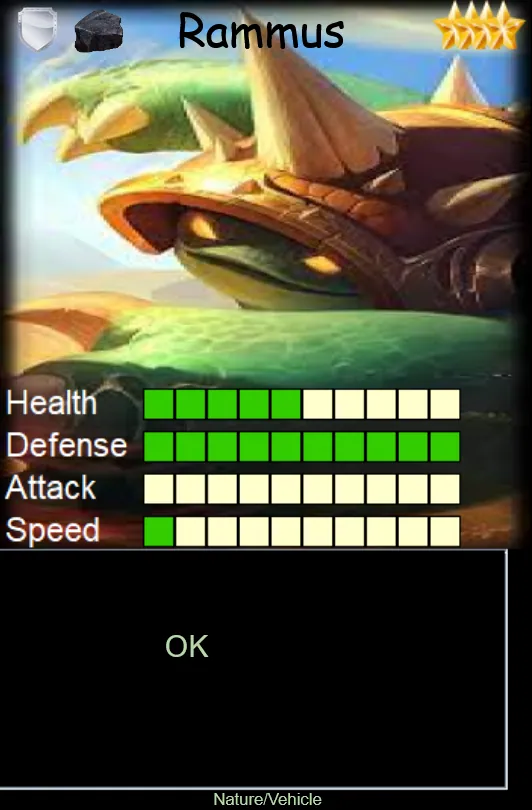 Rammus
Health
Defense
Attack
Speed
OK
Nature/Vehicle